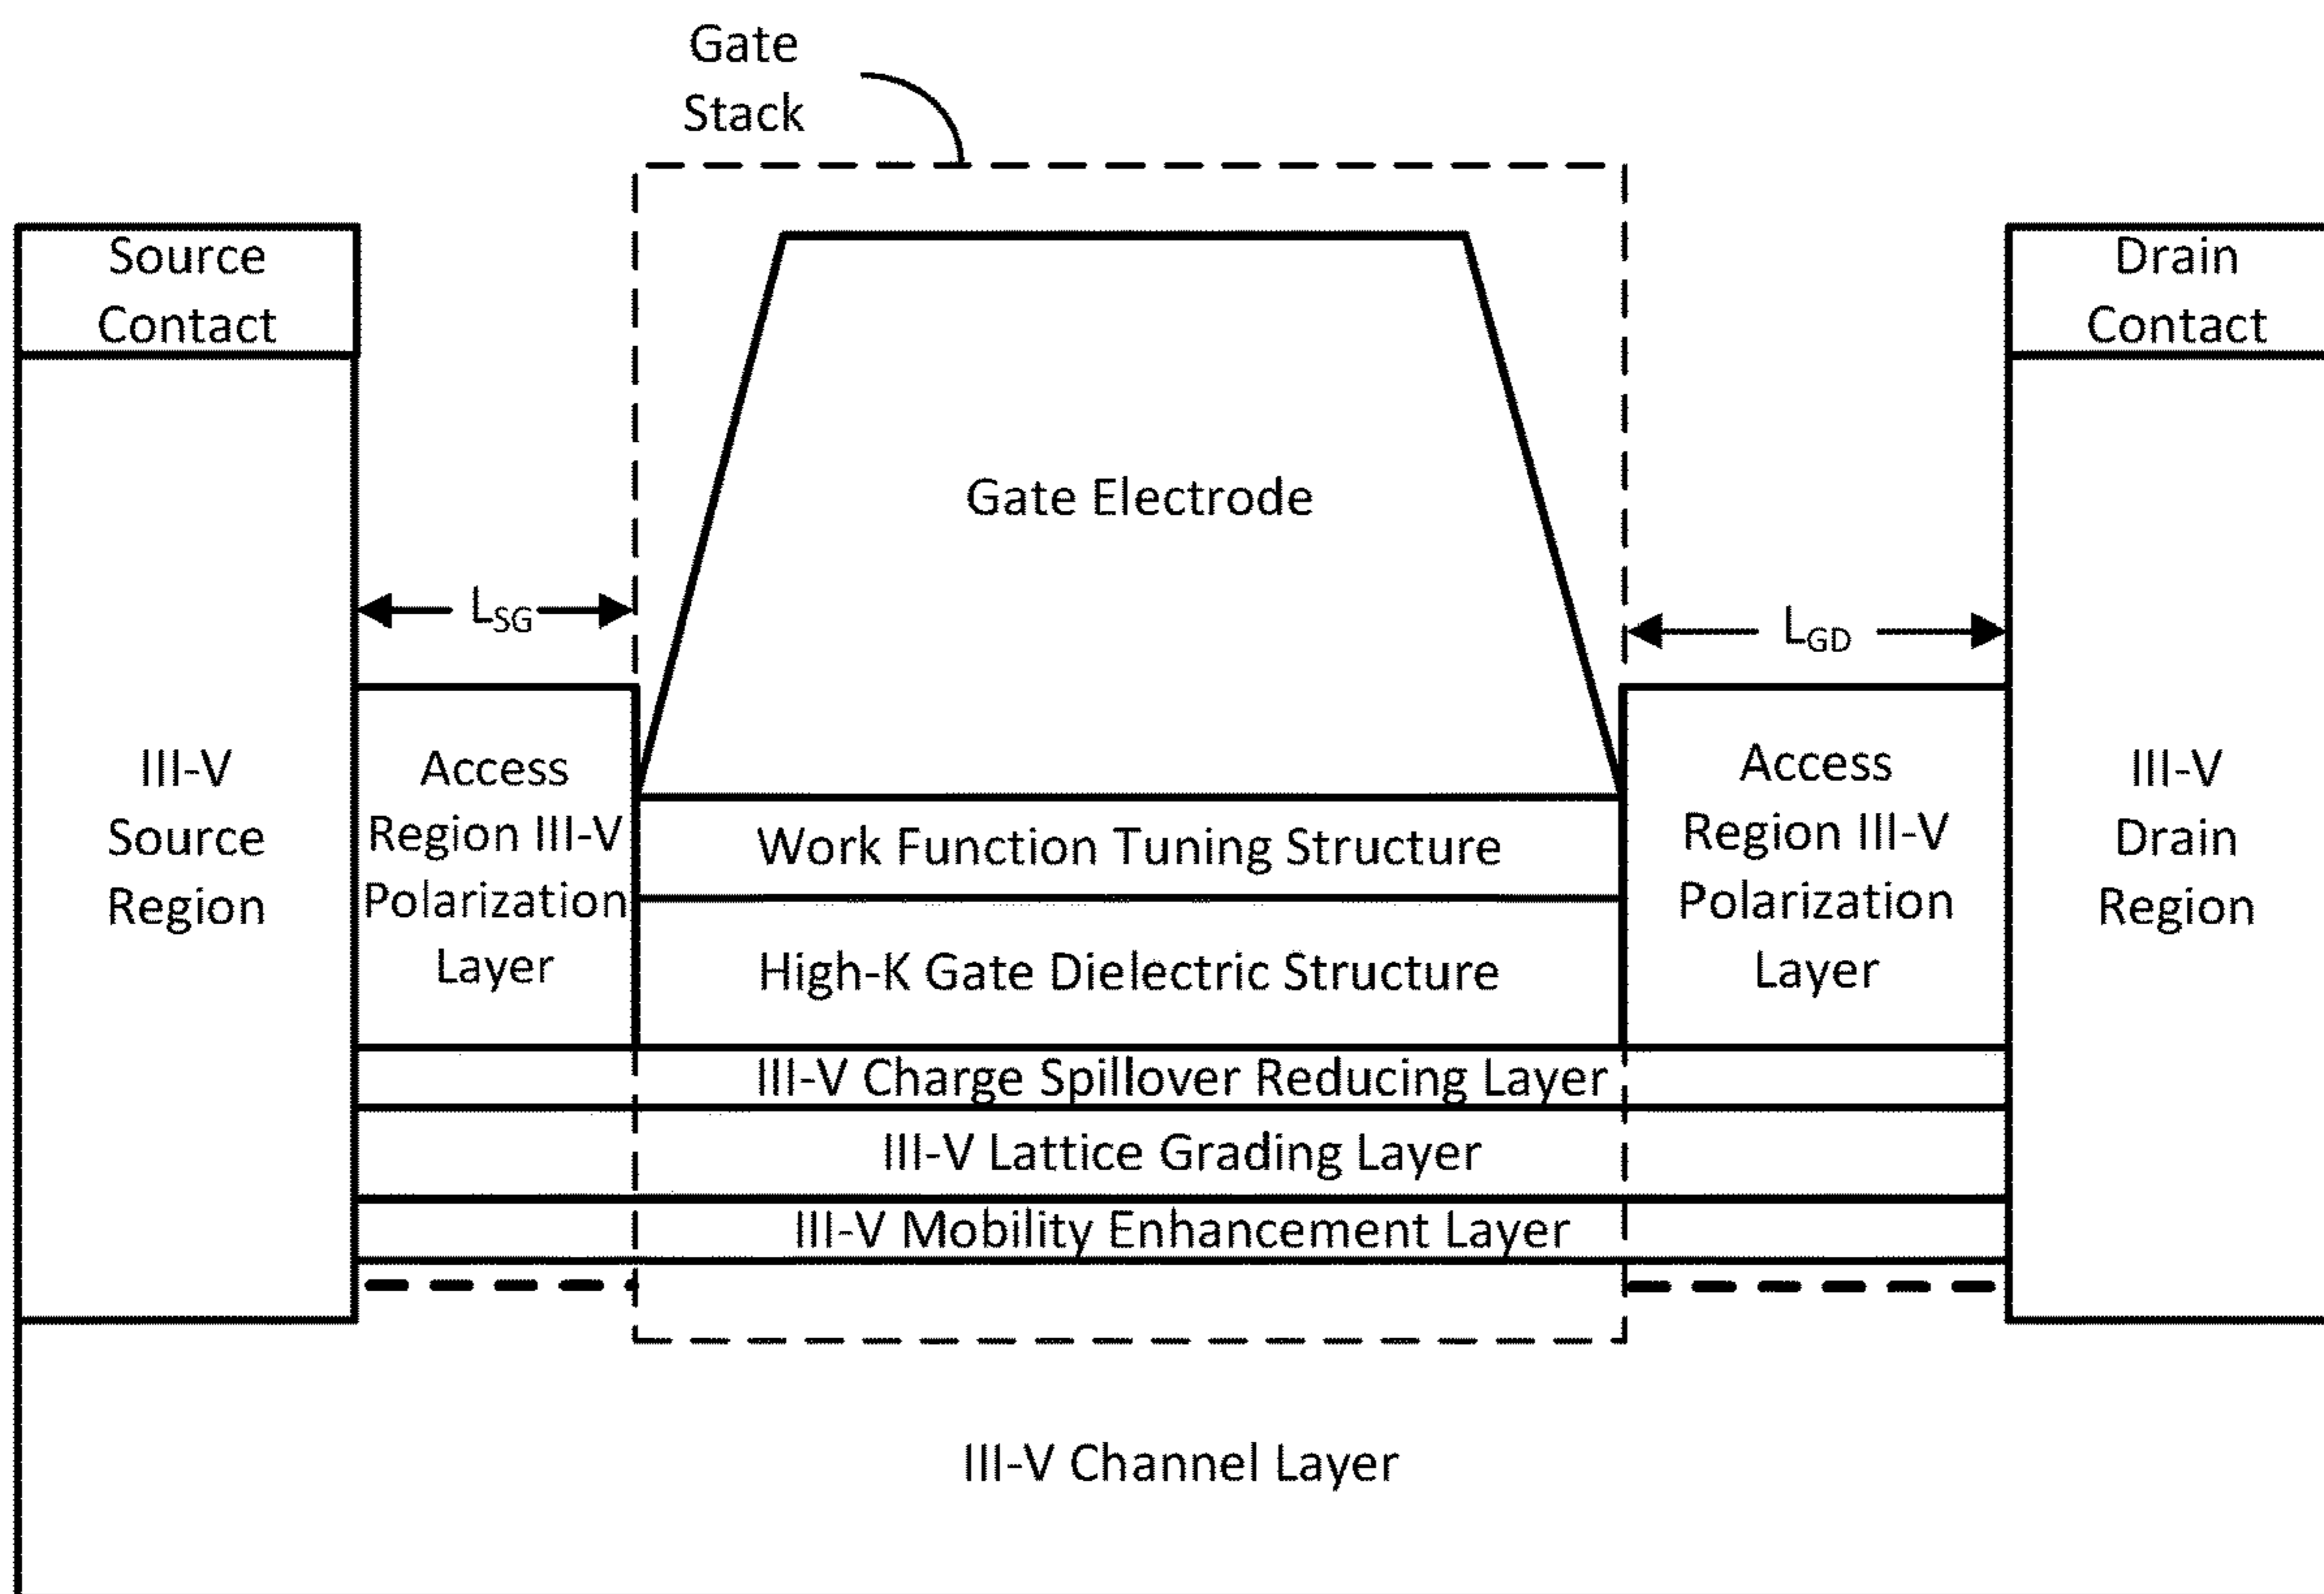 Gate
Stack
Source
Contact
Drain
Contact
Gate Electrode
LSG
LGD
III-V
Source
Region
Access
Region III-V
Polarization
Layer
Work Function Tuning Structure
High-K Gate Dielectric Structure
Access
Region III-V
Polarization
Layer
III-V
Drain
Region
III-V Charge Spillover Reducing Layer
III-V Lattice Grading Layer
III-V Mobility Enhancement Layer
III-V Channel Layer